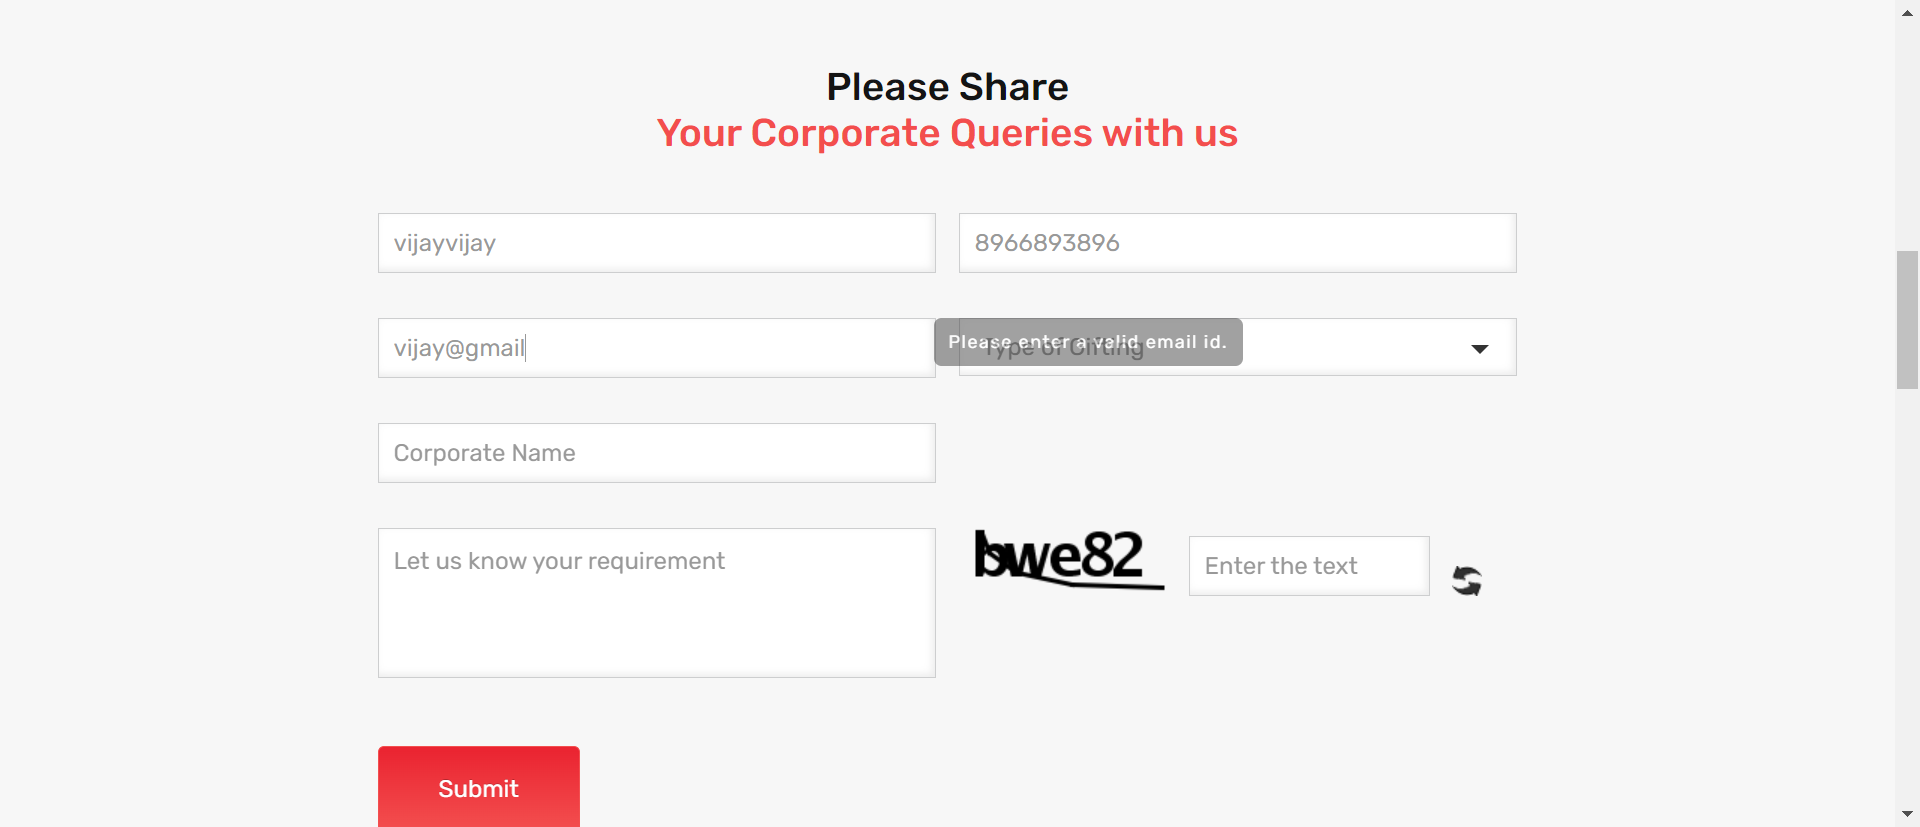 Please Share
Your Corporate Queries with us
vijayvijay
8966893896
vijay@gmail
Please enter a valid email id.
Type of Gifting
Corporate Name
Let us know your requirement
bwe82
Enter the text
Submit